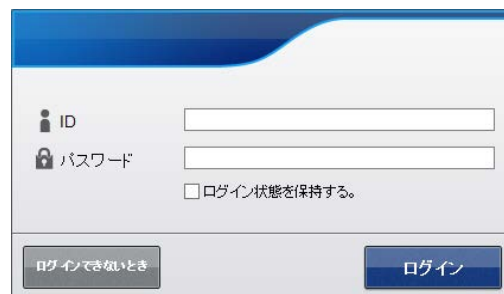 ID
パスワード
ログイン状態を保持する。
ログインできないとき
ログイン